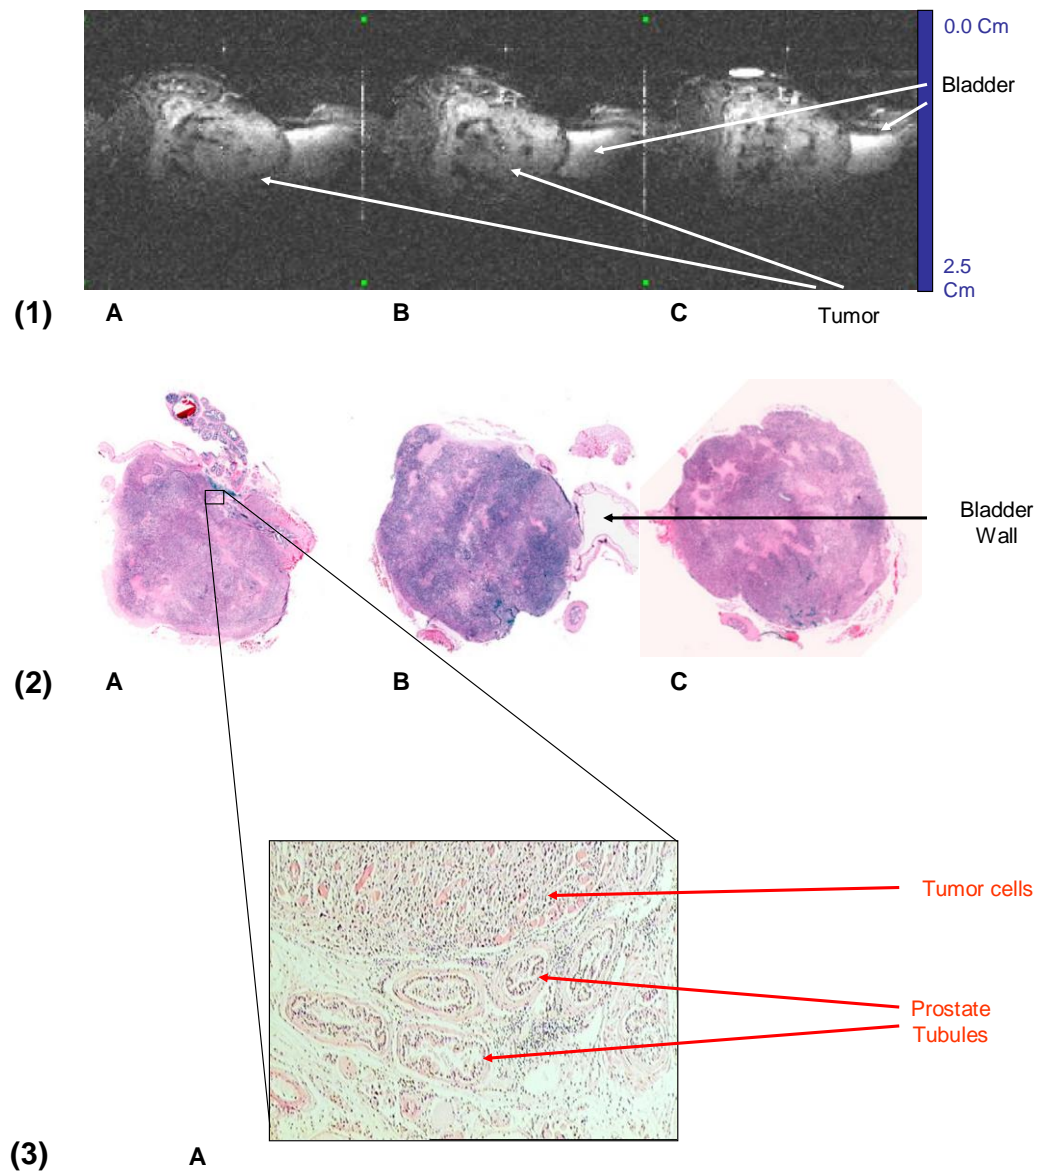 0.0 Cm
Bladder
2.5
Cm
(1)
A
B
C
Tumor
Bladder
Wall
(2)
A
B
C
Tumor cells
Prostate
Tubules
(3)
A